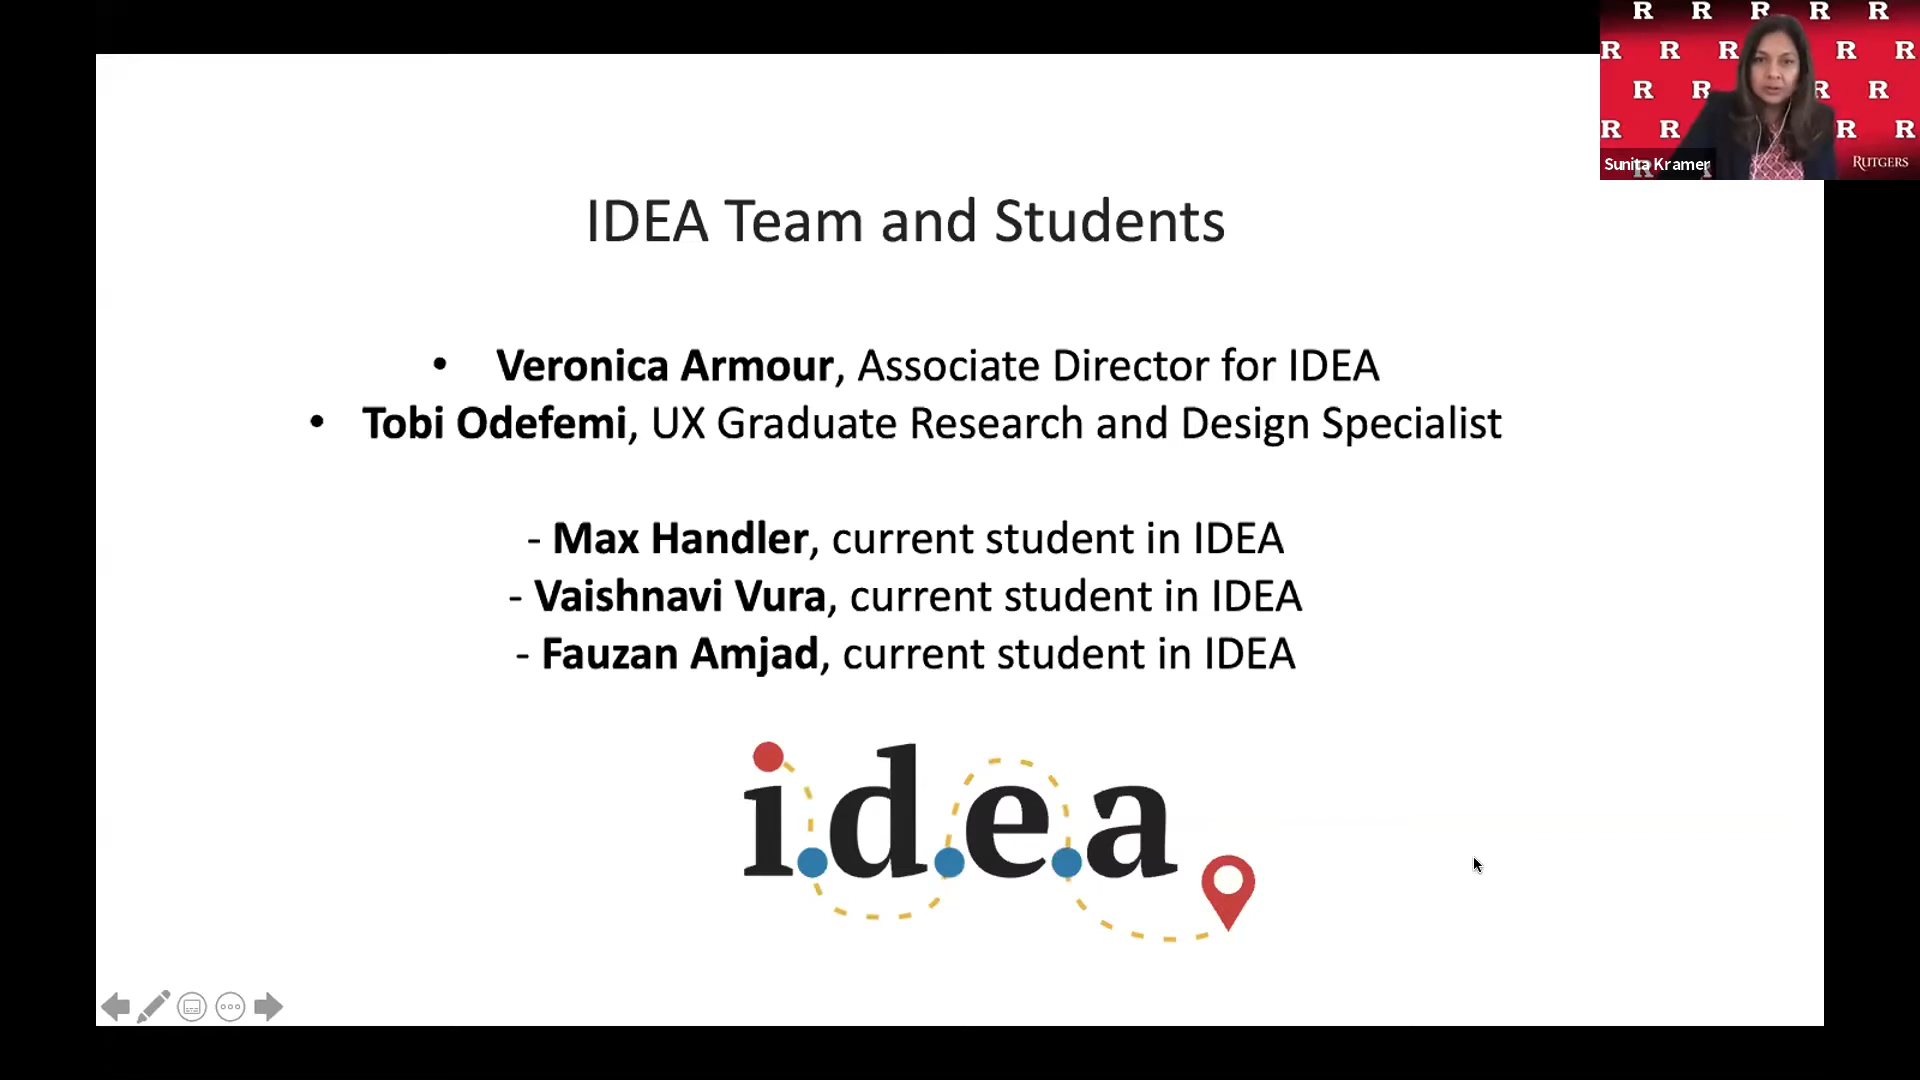 IDEA Team and Students
• Veronica Armour, Associate Director for IDEA
• Tobi Odefemi, UX Graduate Research and Design Specialist
- Max Handler, current student in IDEA
- Vaishnavi Vura, current student in IDEA
- Fauzan Amjad, current student in IDEA
i.d.e.a
R R R R R
R R R R R
R R R R
R R R R
Sunita Kramer
RUTGERS